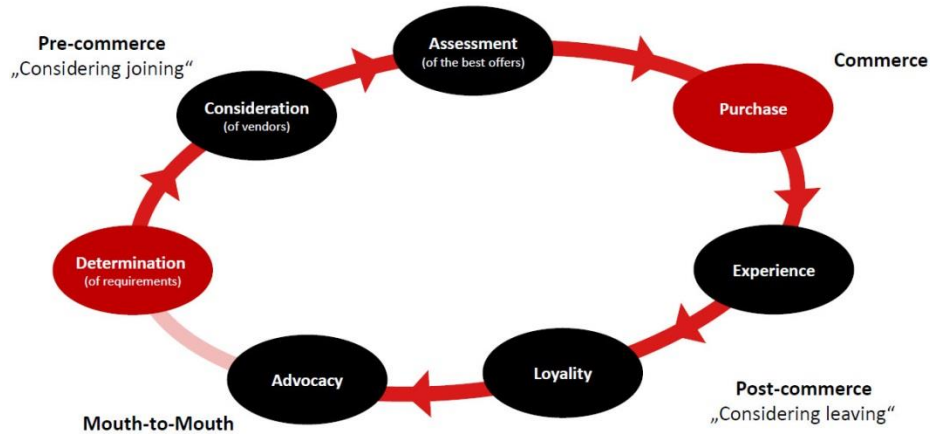 Pre-commerce
„Considering joining“
Assessment
(of the best offers)
Commerce
Consideration
(of vendors)
Purchase
Determination
(of requirements)
Experience
Loyalty
Advocacy
Post-commerce
„Considering leaving“
Mouth-to-Mouth